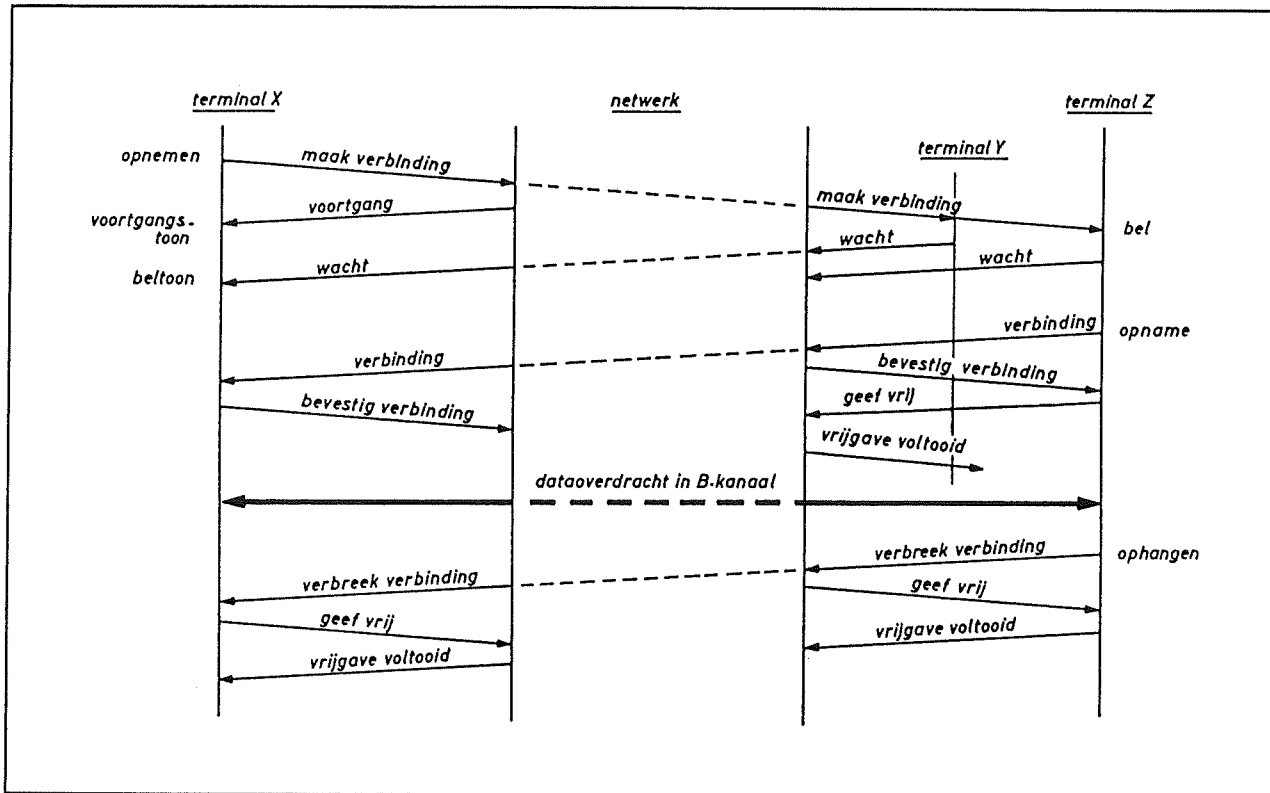 terminal X
netwerk
terminal Z
terminal Y
opnemen
maak verbinding
voortgangs-
toon
voortgang
maak verbinding
bel
wacht
wacht
beltoon
wacht
verbinding
opname
verbinding
bevestig verbinding
bevestig verbinding
geef vrij
vrijgave voltooid
dataoverdracht in B-kanaal
verbreek verbinding
ophangen
verbreek verbinding
geef vrij
geef vrij
vrijgave voltooid
vrijgave voltooid